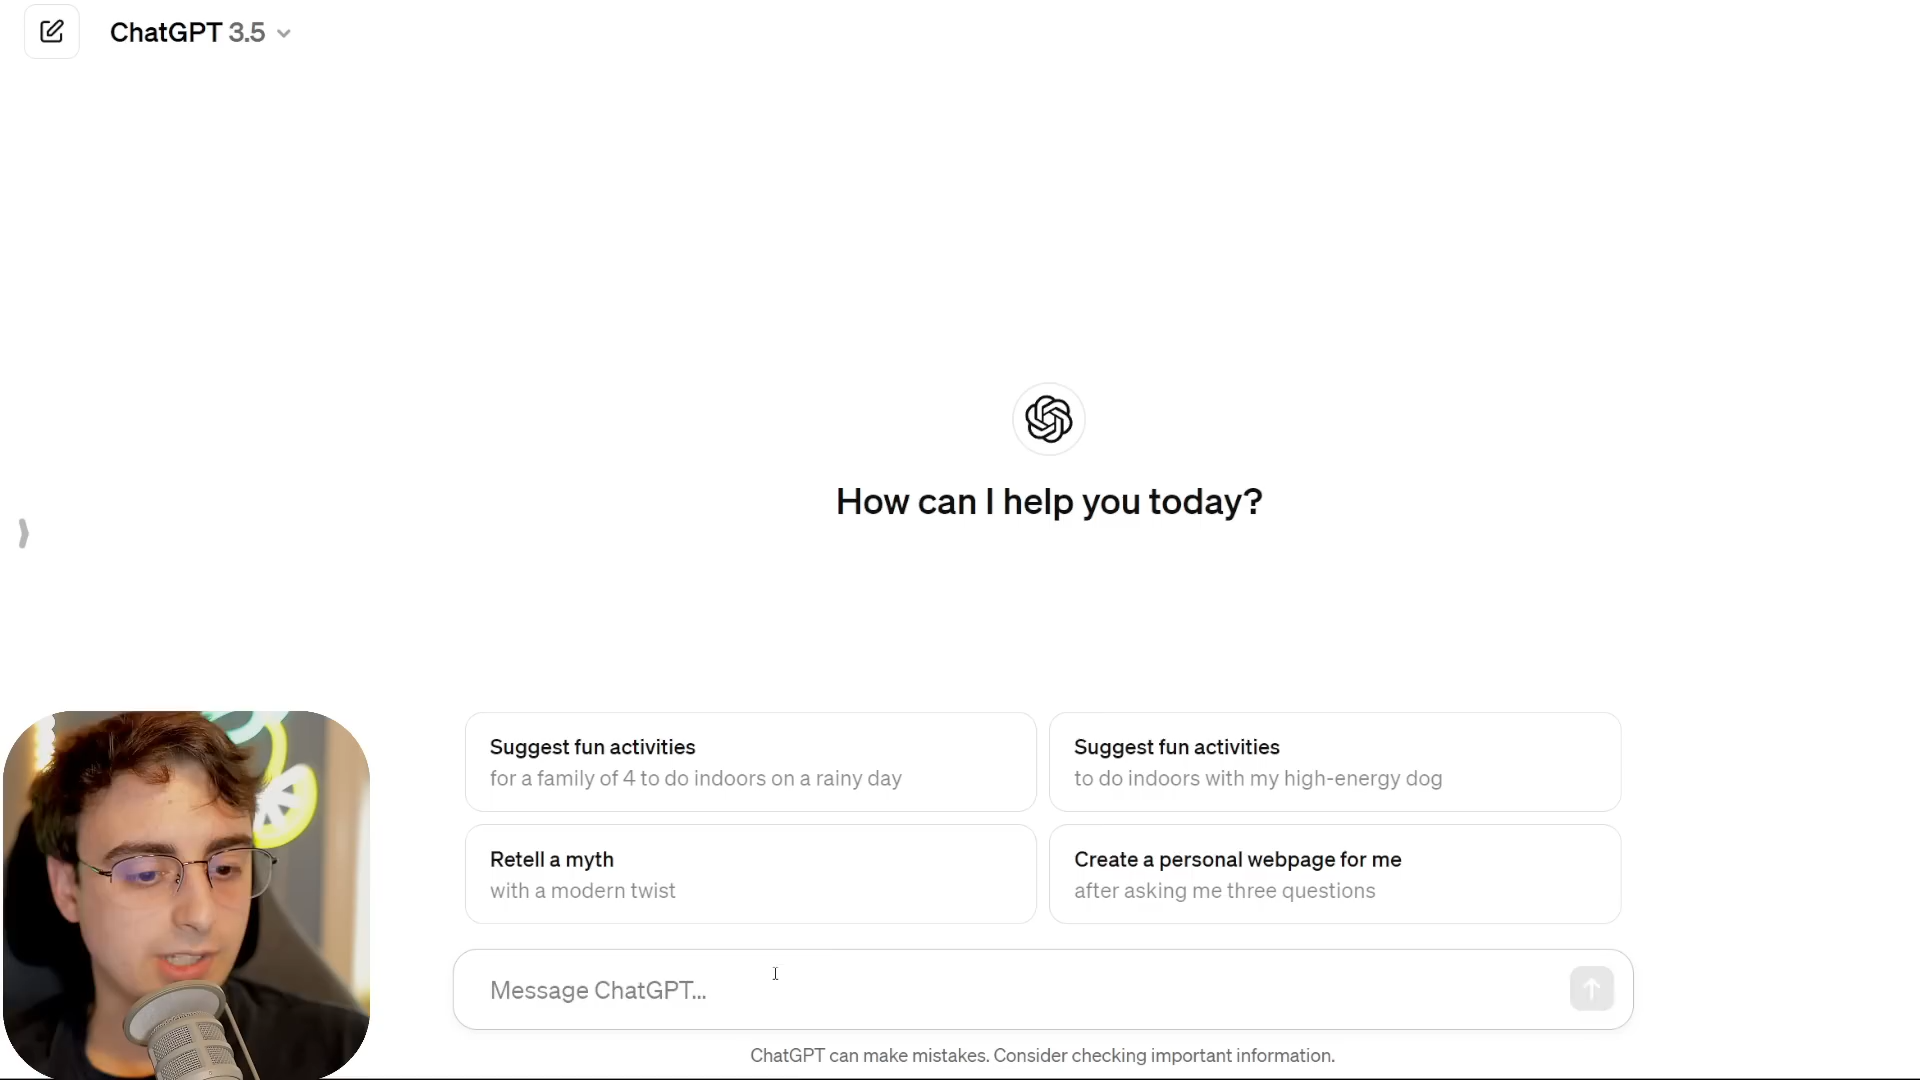 ChatGPT 3.5
How can I help you today?
Suggest fun activities
for a family of 4 to do indoors on a rainy day
Suggest fun activities
to do indoors with my high-energy dog
Retell a myth
with a modern twist
Create a personal webpage for me
after asking me three questions
Message ChatGPT...
ChatGPT can make mistakes. Consider checking important information.